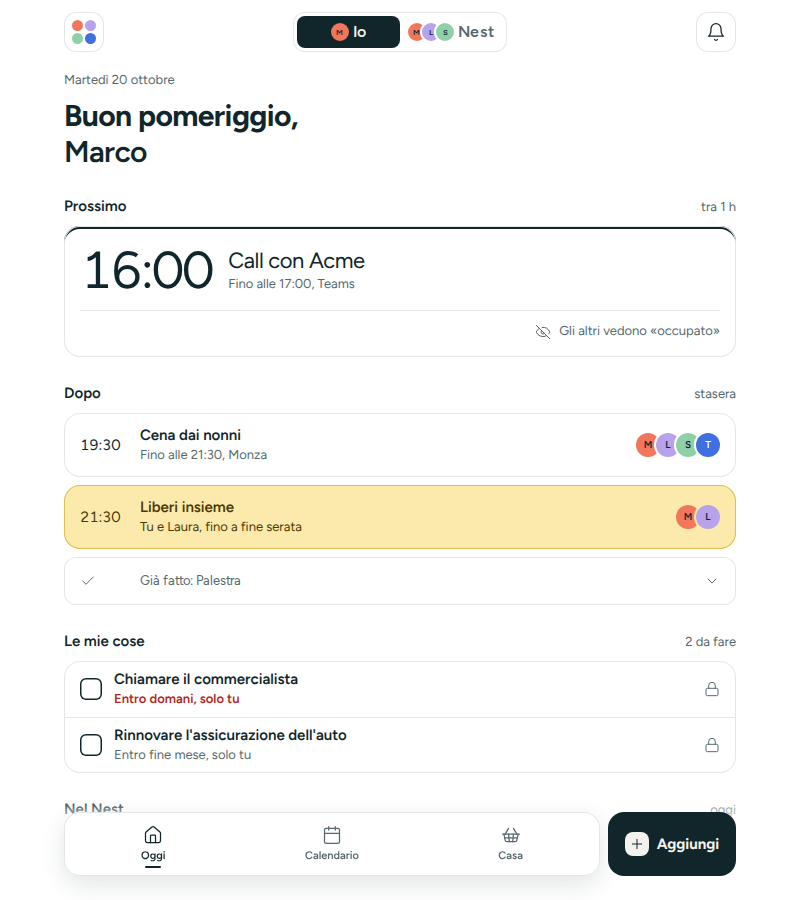 M Io
M L S Nest
Martedì 20 ottobre
Buon pomeriggio,
Marco
Prossimo
tra 1 h
16:00
Call con Acme
Fino alle 17:00, Teams
Gli altri vedono «occupato»
Dopo
stasera
19:30
Cena dai nonni
Fino alle 21:30, Monza
M L S T
21:30
Liberi insieme
Tu e Laura, fino a fine serata
M L
Già fatto: Palestra
Le mie cose
2 da fare
Chiamare il commercialista
Entro domani, solo tu
Rinnovare l'assicurazione dell'auto
Entro fine mese, solo tu
Nel Nest
oggi
Oggi
Calendario
Casa
Aggiungi